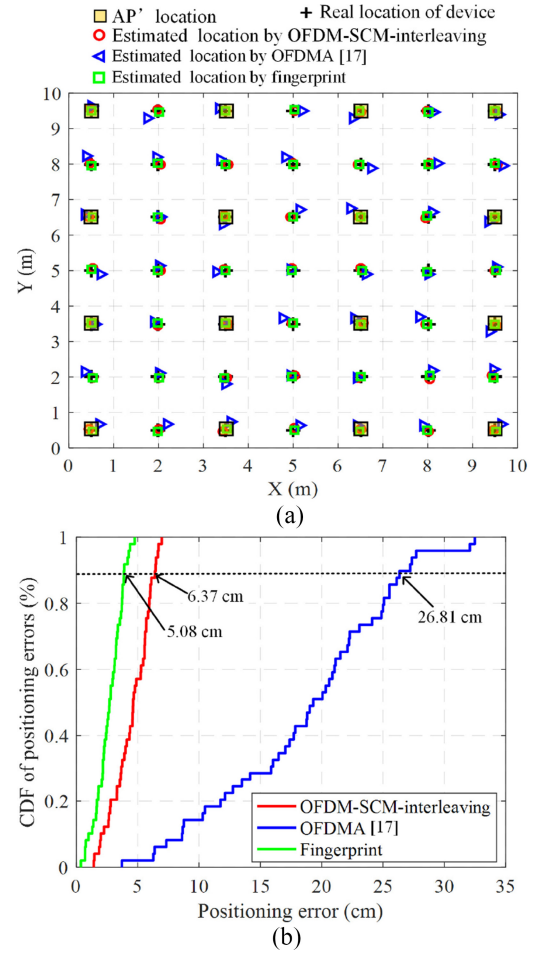 AP’ location
Real location of device
Estimated location by OFDM-SCM-interleaving
Estimated location by OFDMA [17]
Estimated location by fingerprint
10
9
8
7
6
5
4
3
2
1
0
Y (m)
0 1 2 3 4 5 6 7 8 9 10
X (m)
(a)
1
0.8
0.6
0.4
0.2
0
CDF of positioning errors (%)
6.37 cm
5.08 cm
26.81 cm
OFDM-SCM-interleaving
OFDMA [17]
Fingerprint
0 5 10 15 20 25 30 35
Positioning error (cm)
(b)